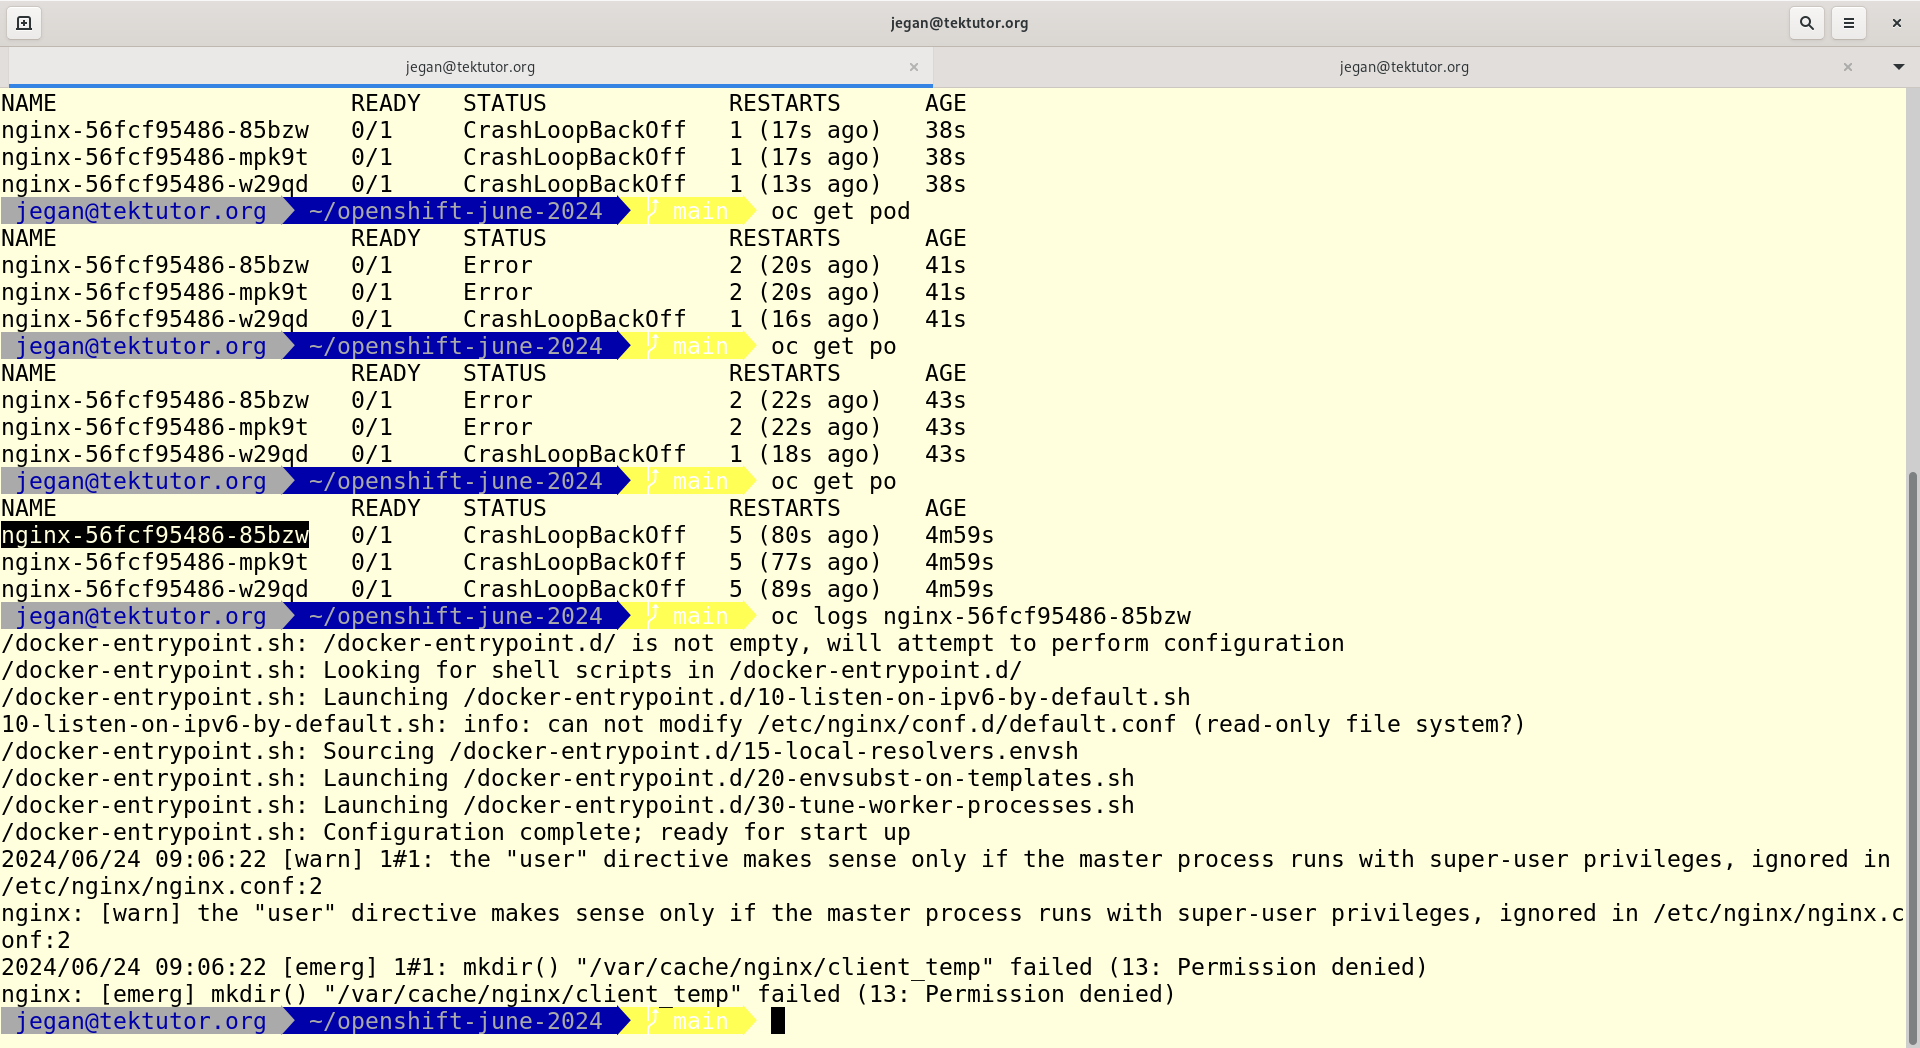 jegan@tektutor.org
jegan@tektutor.org
jegan@tektutor.org
NAME READY STATUS RESTARTS AGE
nginx-56fcf95486-85bzw 0/1 CrashLoopBackOff 1 (17s ago) 38s
nginx-56fcf95486-mpk9t 0/1 CrashLoopBackOff 1 (17s ago) 38s
nginx-56fcf95486-w29qd 0/1 CrashLoopBackOff 1 (13s ago) 38s
jegan@tektutor.org ~/openshift-june-2024 main oc get pod
NAME READY STATUS RESTARTS AGE
nginx-56fcf95486-85bzw 0/1 Error 2 (20s ago) 41s
nginx-56fcf95486-mpk9t 0/1 Error 2 (20s ago) 41s
nginx-56fcf95486-w29qd 0/1 CrashLoopBackOff 1 (16s ago) 41s
jegan@tektutor.org ~/openshift-june-2024 main oc get po
NAME READY STATUS RESTARTS AGE
nginx-56fcf95486-85bzw 0/1 Error 2 (22s ago) 43s
nginx-56fcf95486-mpk9t 0/1 Error 2 (22s ago) 43s
nginx-56fcf95486-w29qd 0/1 CrashLoopBackOff 1 (18s ago) 43s
jegan@tektutor.org ~/openshift-june-2024 main oc get po
NAME READY STATUS RESTARTS AGE
nginx-56fcf95486-85bzw 0/1 CrashLoopBackOff 5 (80s ago) 4m59s
nginx-56fcf95486-mpk9t 0/1 CrashLoopBackOff 5 (77s ago) 4m59s
nginx-56fcf95486-w29qd 0/1 CrashLoopBackOff 5 (89s ago) 4m59s
jegan@tektutor.org ~/openshift-june-2024 main oc logs nginx-56fcf95486-85bzw
/docker-entrypoint.sh: /docker-entrypoint.d/ is not empty, will attempt to perform configuration
/docker-entrypoint.sh: Looking for shell scripts in /docker-entrypoint.d/
/docker-entrypoint.sh: Launching /docker-entrypoint.d/10-listen-on-ipv6-by-default.sh
10-listen-on-ipv6-by-default.sh: info: can not modify /etc/nginx/conf.d/default.conf (read-only file system?)
/docker-entrypoint.sh: Sourcing /docker-entrypoint.d/15-local-resolvers.envsh
/docker-entrypoint.sh: Launching /docker-entrypoint.d/20-envsubst-on-templates.sh
/docker-entrypoint.sh: Launching /docker-entrypoint.d/30-tune-worker-processes.sh
/docker-entrypoint.sh: Configuration complete; ready for start up
2024/06/24 09:06:22 [warn] 1#1: the "user" directive makes sense only if the master process runs with super-user privileges, ignored in
/etc/nginx/nginx.conf:2
nginx: [warn] the "user" directive makes sense only if the master process runs with super-user privileges, ignored in /etc/nginx/nginx.c
onf:2
2024/06/24 09:06:22 [emerg] 1#1: mkdir() "/var/cache/nginx/client_temp" failed (13: Permission denied)
nginx: [emerg] mkdir() "/var/cache/nginx/client_temp" failed (13: Permission denied)
jegan@tektutor.org ~/openshift-june-2024 main